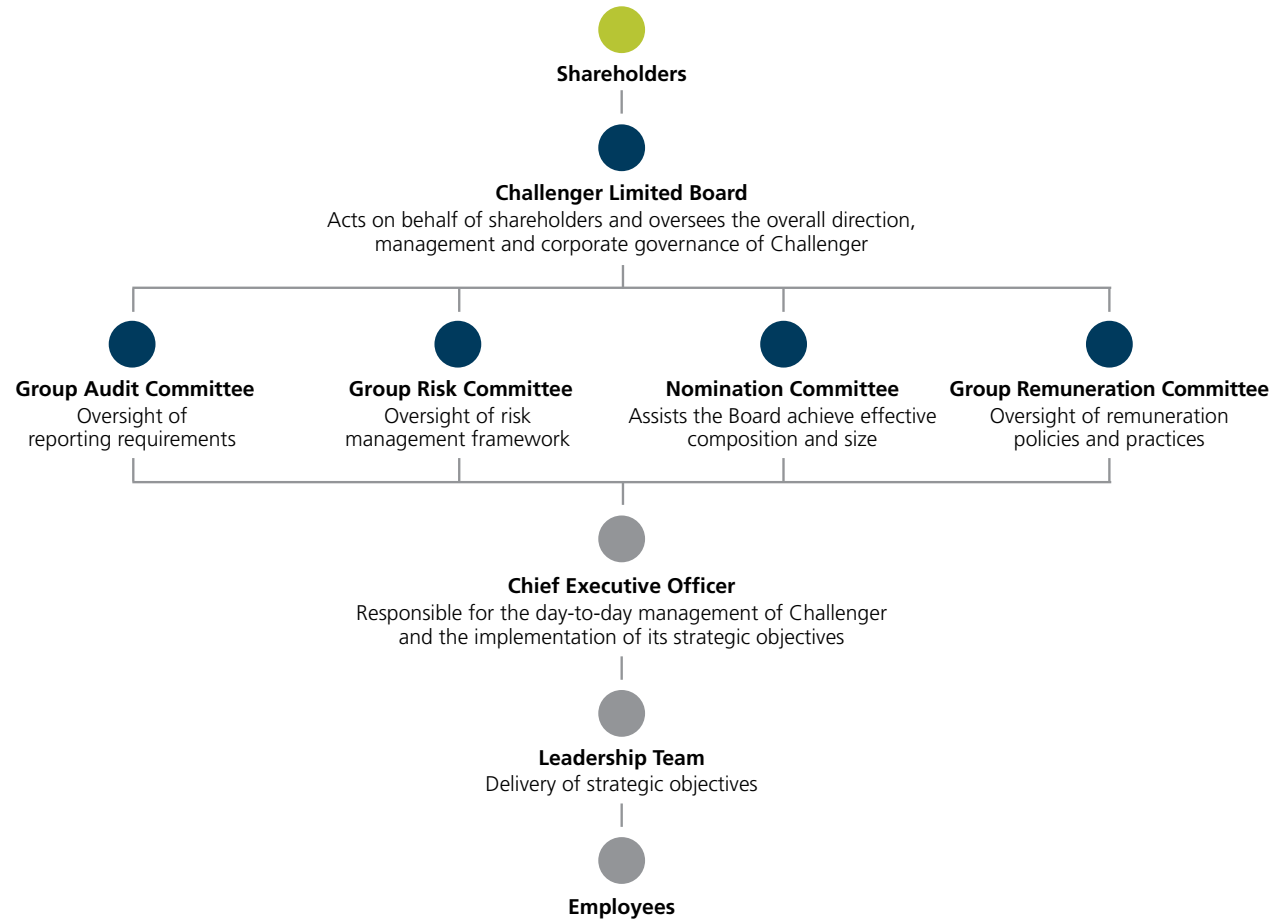 Shareholders
Challenger Limited Board
Acts on behalf of shareholders and oversees the overall direction,
management and corporate governance of Challenger
Group Audit Committee
Oversight of
reporting requirements
Group Risk Committee
Oversight of risk
management framework
Nomination Committee
Assists the Board achieve effective
composition and size
Group Remuneration Committee
Oversight of remuneration
policies and practices
Chief Executive Officer
Responsible for the day-to-day management of Challenger
and the implementation of its strategic objectives
Leadership Team
Delivery of strategic objectives
Employees